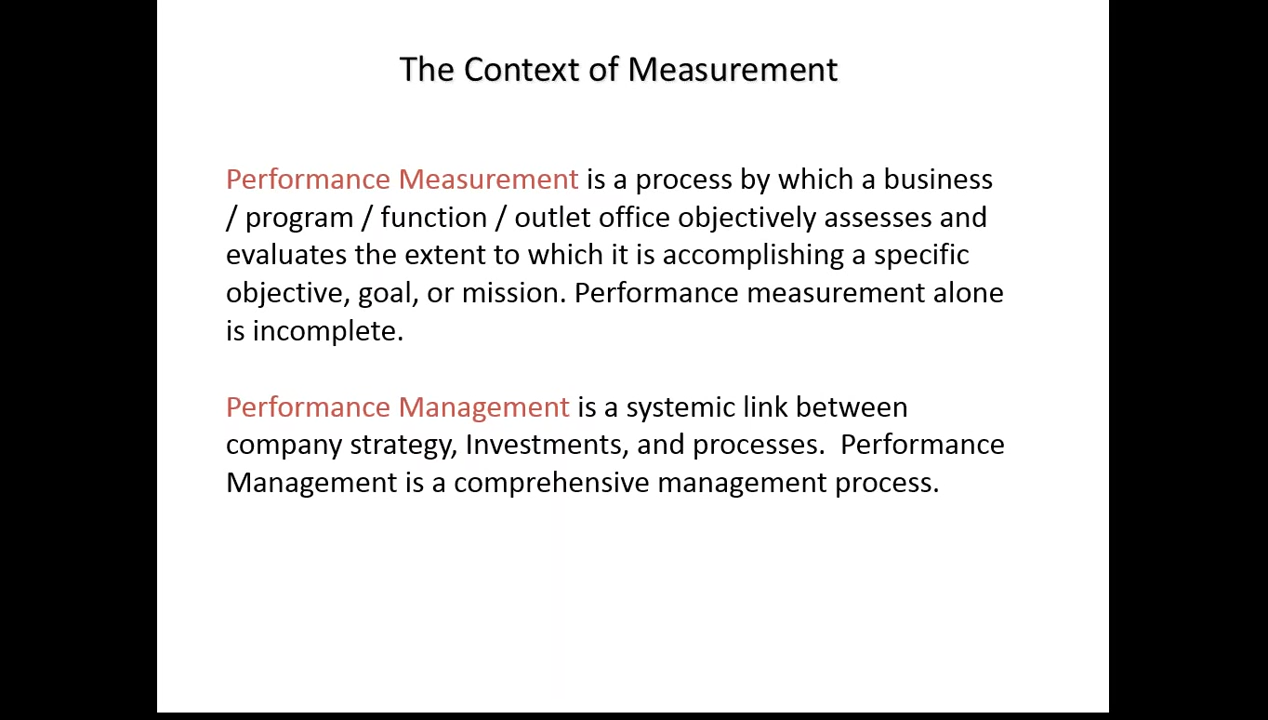 The Context of Measurement
Performance Measurement is a process by which a business
/ program / function / outlet office objectively assesses and
evaluates the extent to which it is accomplishing a specific
objective, goal, or mission. Performance measurement alone
is incomplete.
Performance Management is a systemic link between
company strategy, Investments, and processes.  Performance
Management is a comprehensive management process.